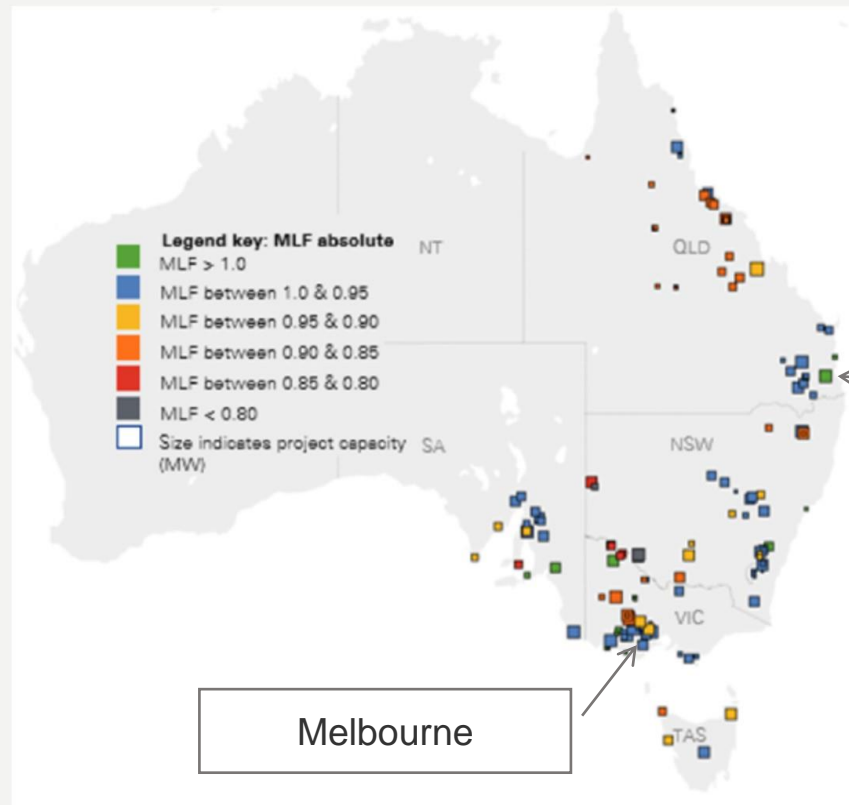 Legend key: MLF absolute
MLF > 1.0
MLF between 1.0 & 0.95
MLF between 0.95 & 0.90
MLF between 0.90 & 0.85
MLF between 0.85 & 0.80
MLF < 0.80
Size indicates project capacity
(MW)
NT
QLD
SA
NSW
VIC
TAS
Melbourne